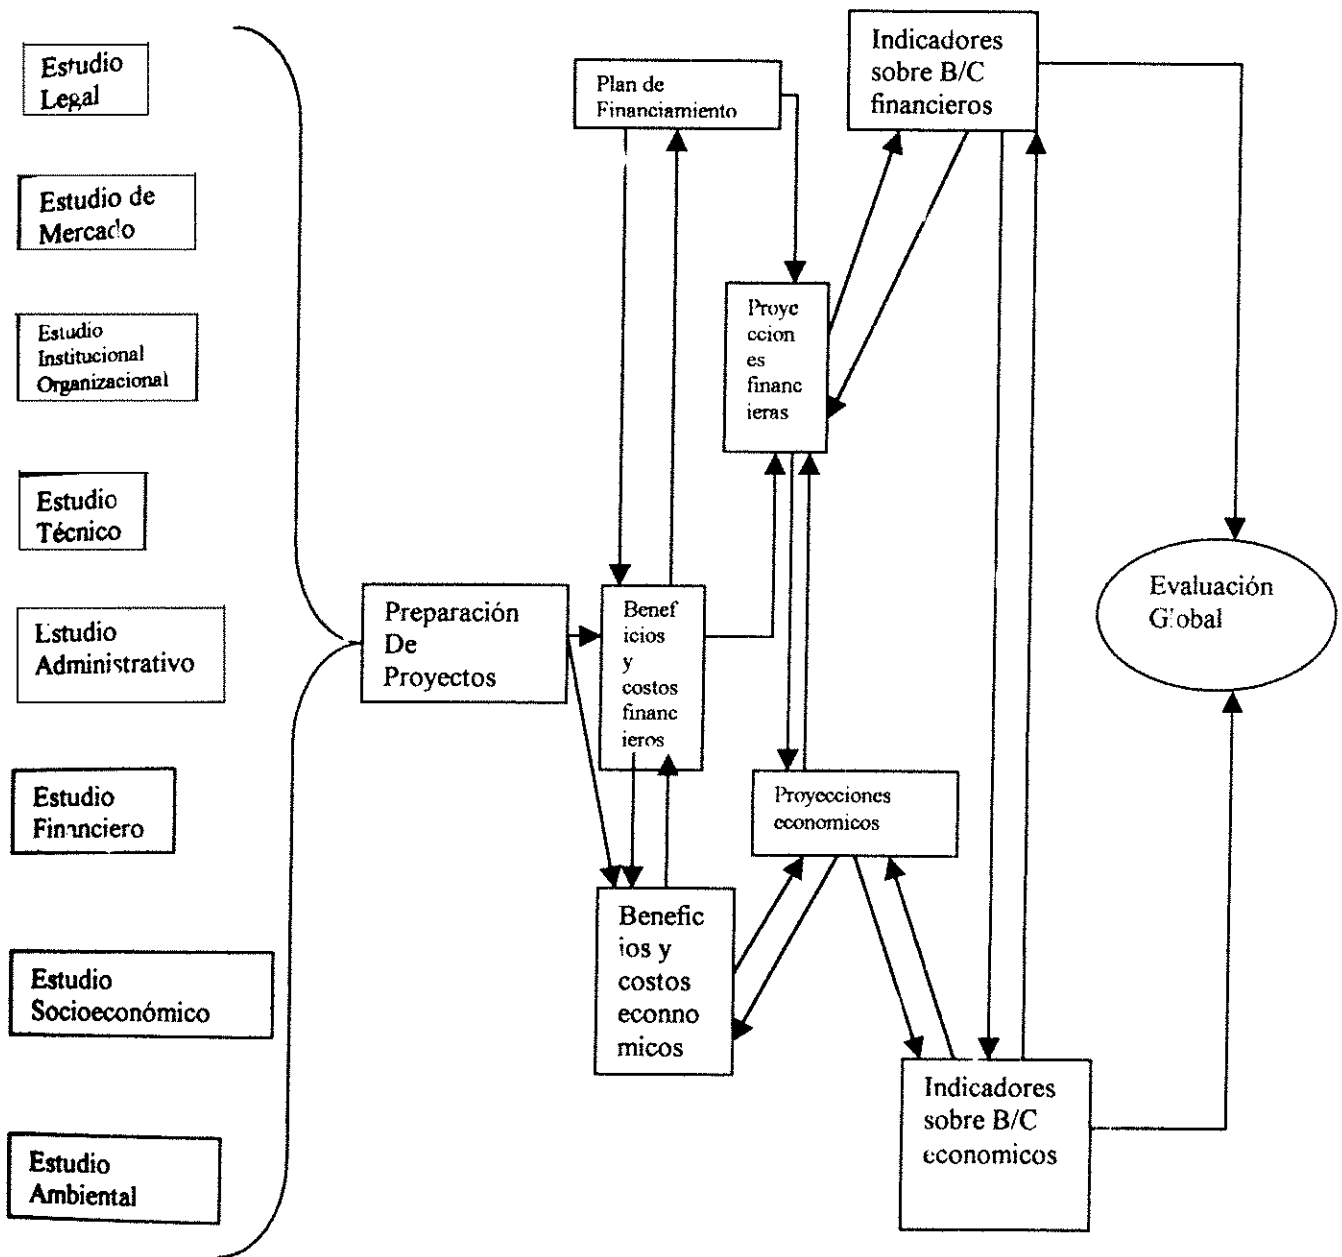 Estudio
Legal
Estudio de
Mercado
Estudio
Institucional
Organizacional
Estudio
Técnico
Estudio
Administrativo
Estudio
Financiero
Estudio
Socioeconómico
Estudio
Ambiental
Preparación
De
Proyectos
Plan de
Financiamiento
Benef
icios
y
costos
financ
ieros
Benefic
ios y
costos
econno
micos
Proye
ccion
es
financ
ieras
Proyecciones
economicos
Indicadores
sobre B/C
financieros
Indicadores
sobre B/C
economicos
Evaluación
Global